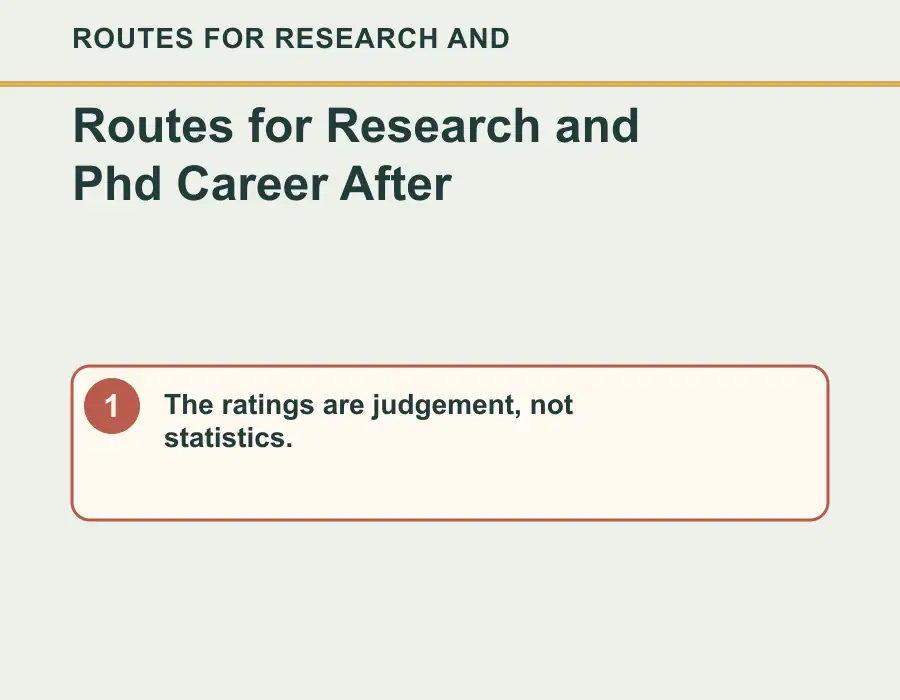 ROUTES FOR RESEARCH AND
Routes for Research and
Phd Career After
1
The ratings are judgement, not
statistics.